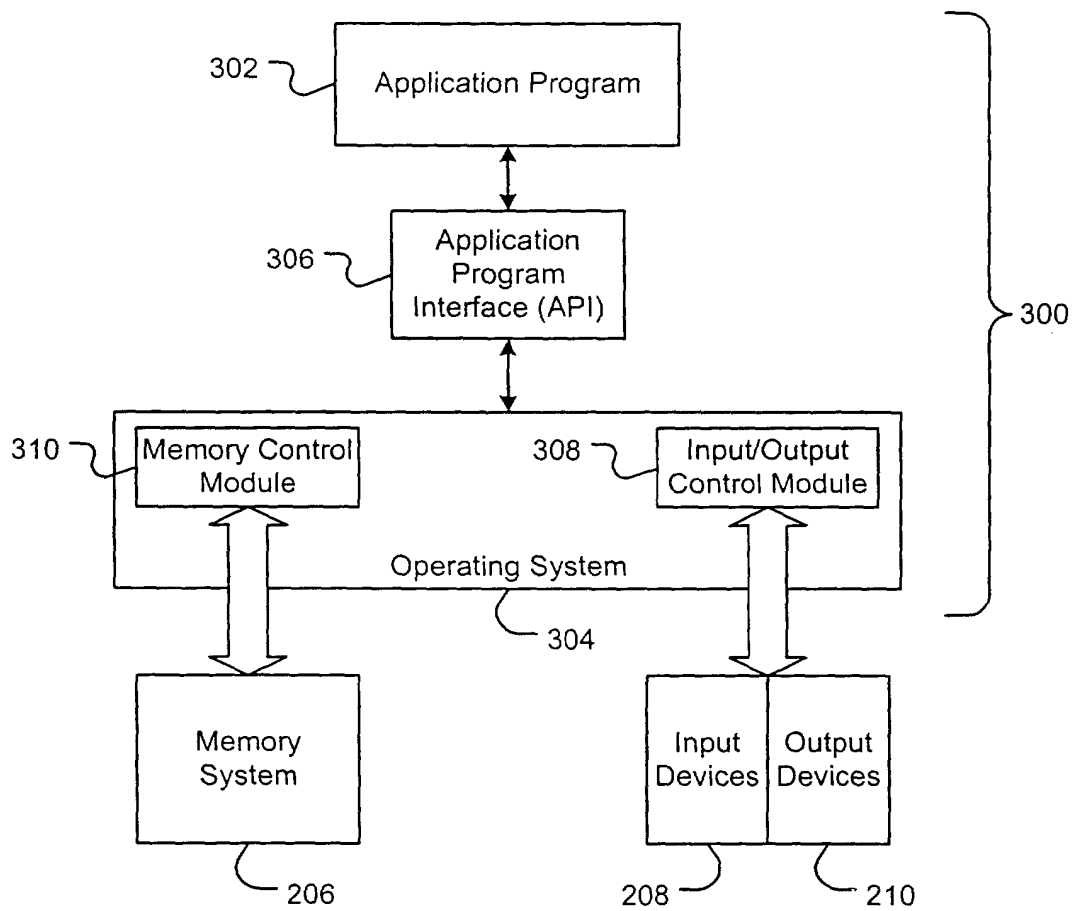 302
Application Program
306
Application
Program
Interface (API)
300
310
Memory Control
Module
308
Input/Output
Control Module
Operating System
304
Memory
System
Input
Devices
Output
Devices
206
208
210